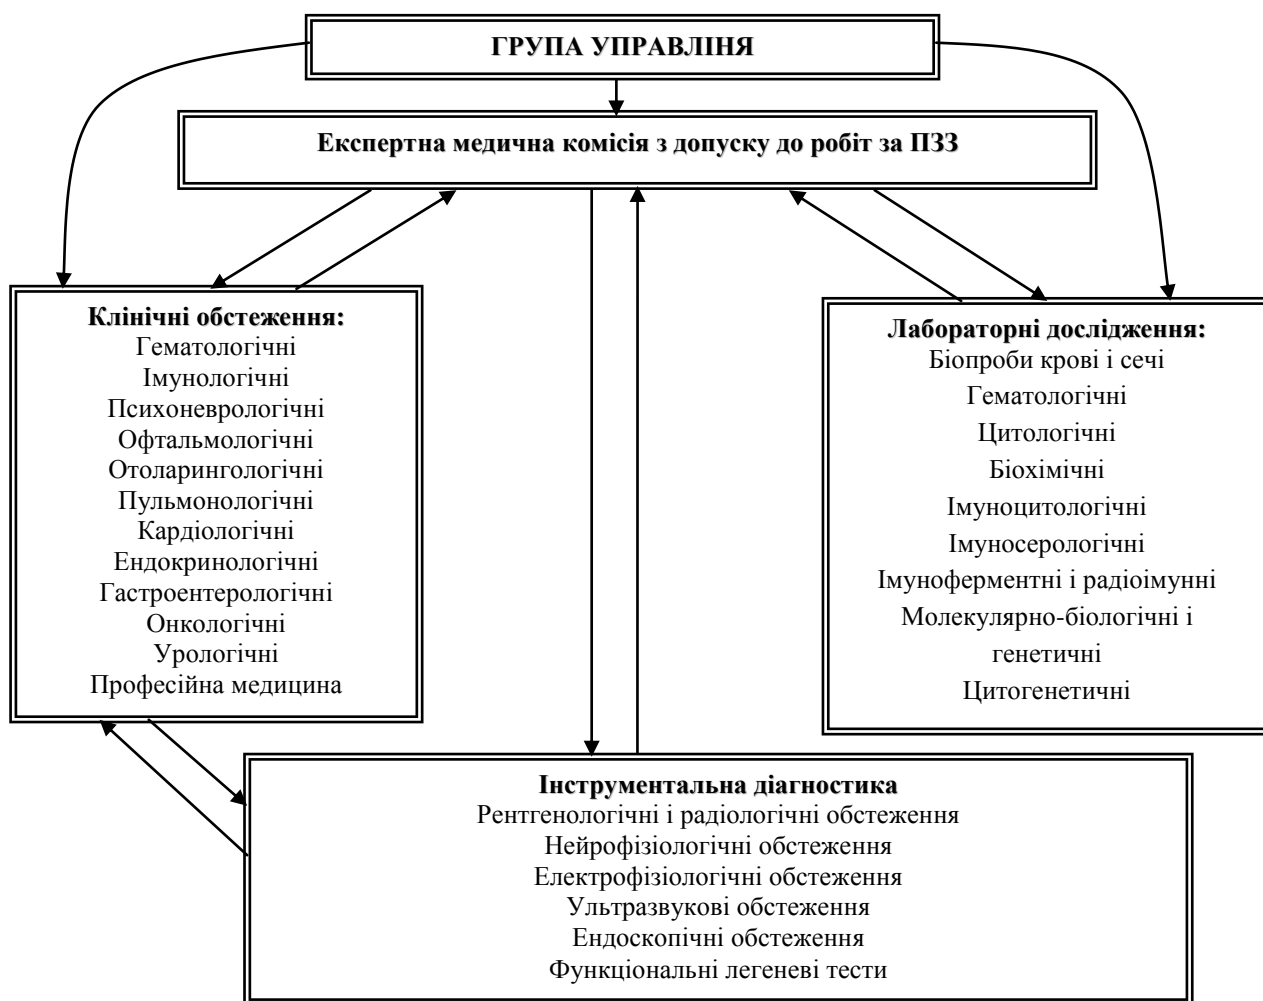 ГРУПА УПРАВЛІНЯ
Експертна медична комісія з допуску до робіт за ПЗЗ
Клінічні обстеження:
Гематологічні
Імунологічні
Психоневрологічні
Офтальмологічні
Отоларингологічні
Пульмонологічні
Кардіологічні
Ендокринологічні
Гастроентерологічні
Онкологічні
Урологічні
Професійна медицина
Лабораторні дослідження:
Біопроби крові і сечі
Гематологічні
Цитологічні
Біохімічні
Імуноцитологічні
Імуносерологічні
Імуноферментні і радіоімунні
Молекулярно-біологічні і
генетичні
Цитогенетичні
Інструментальна діагностика
Рентгенологічні і радіологічні обстеження
Нейрофізіологічні обстеження
Електрофізіологічні обстеження
Ультразвукові обстеження
Ендоскопічні обстеження
Функціональні легеневі тести